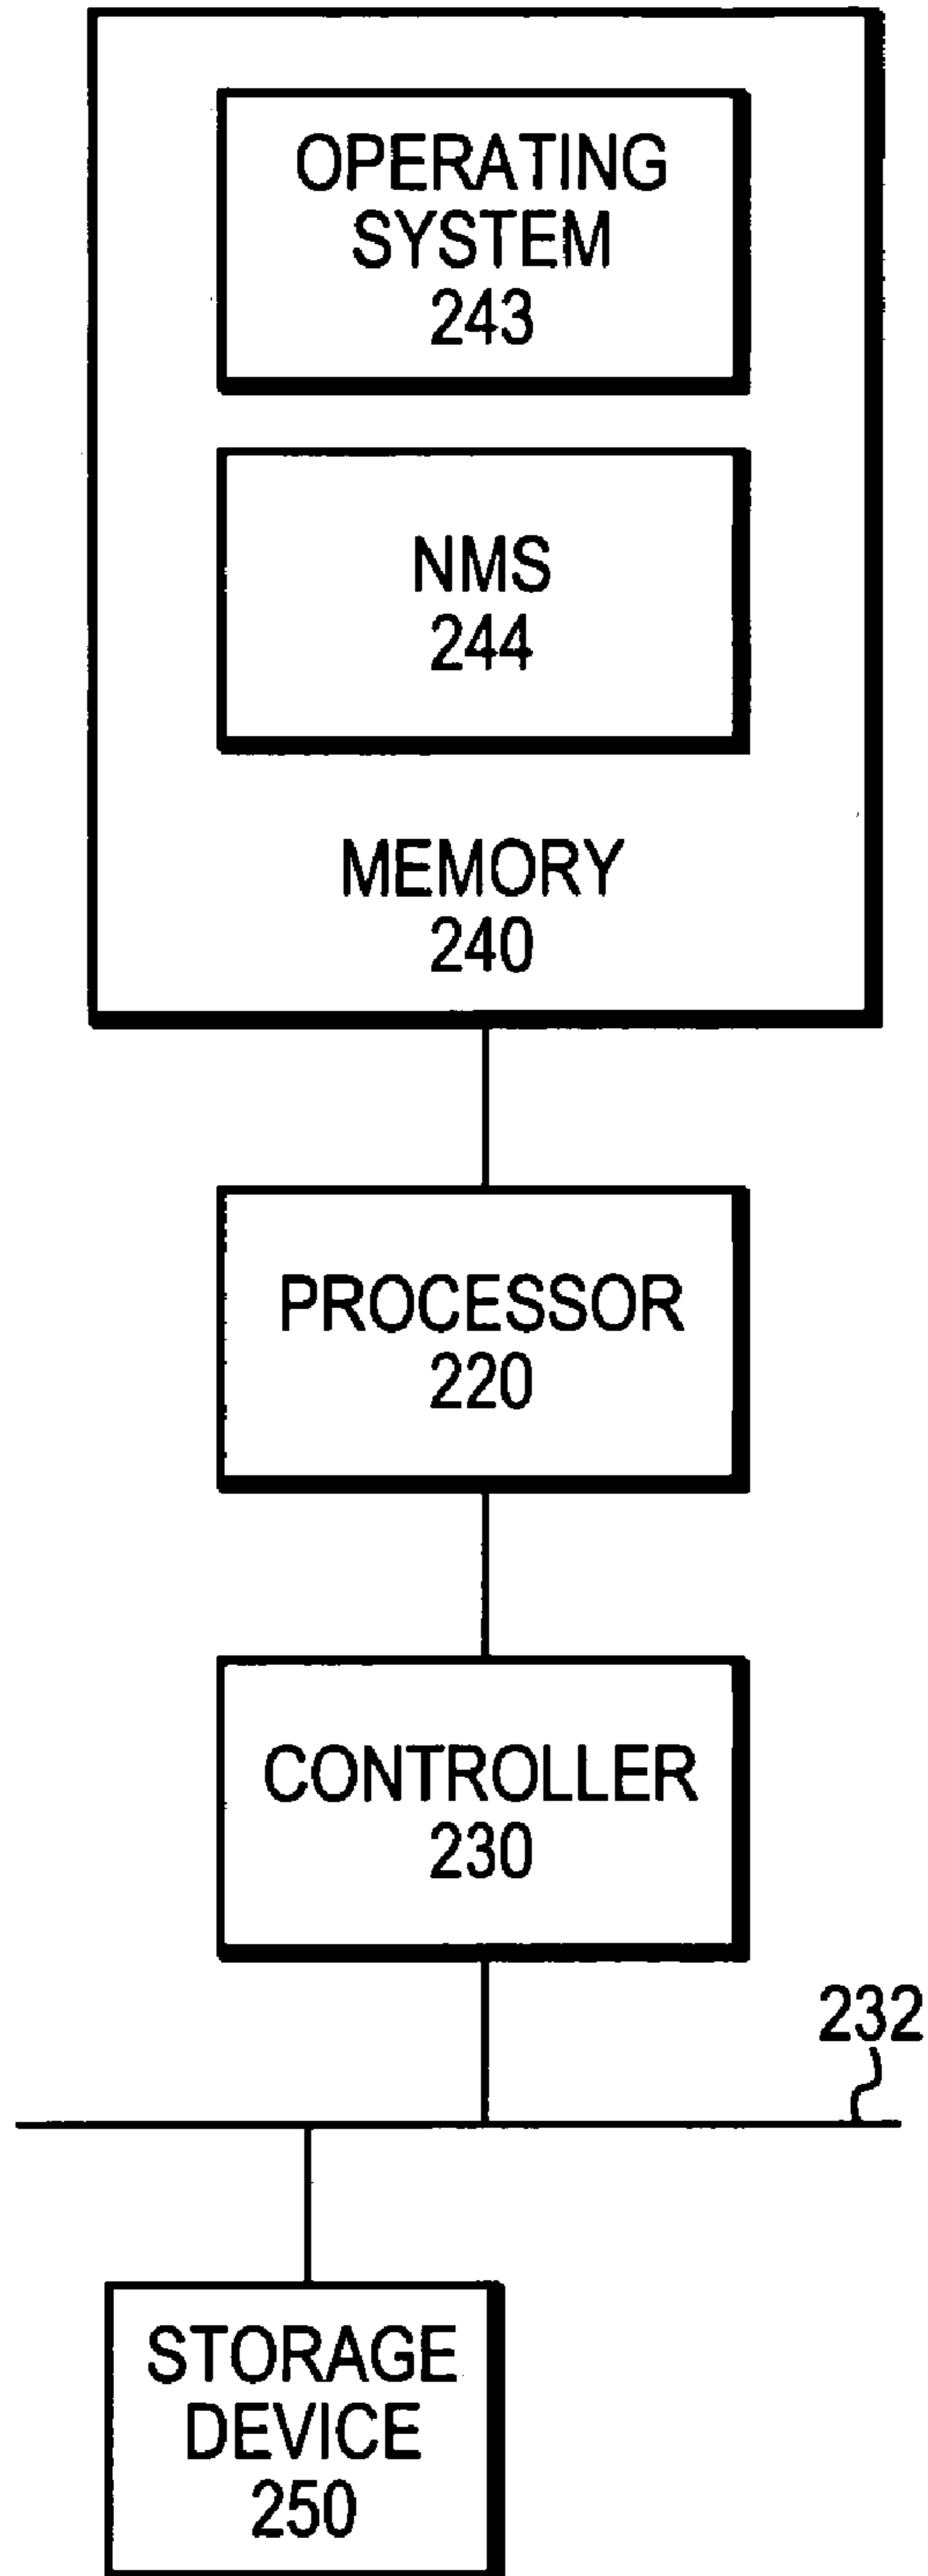 OPERATING
SYSTEM
243
NMS
244
MEMORY
240
PROCESSOR
220
CONTROLLER
230
232
STORAGE
DEVICE
250